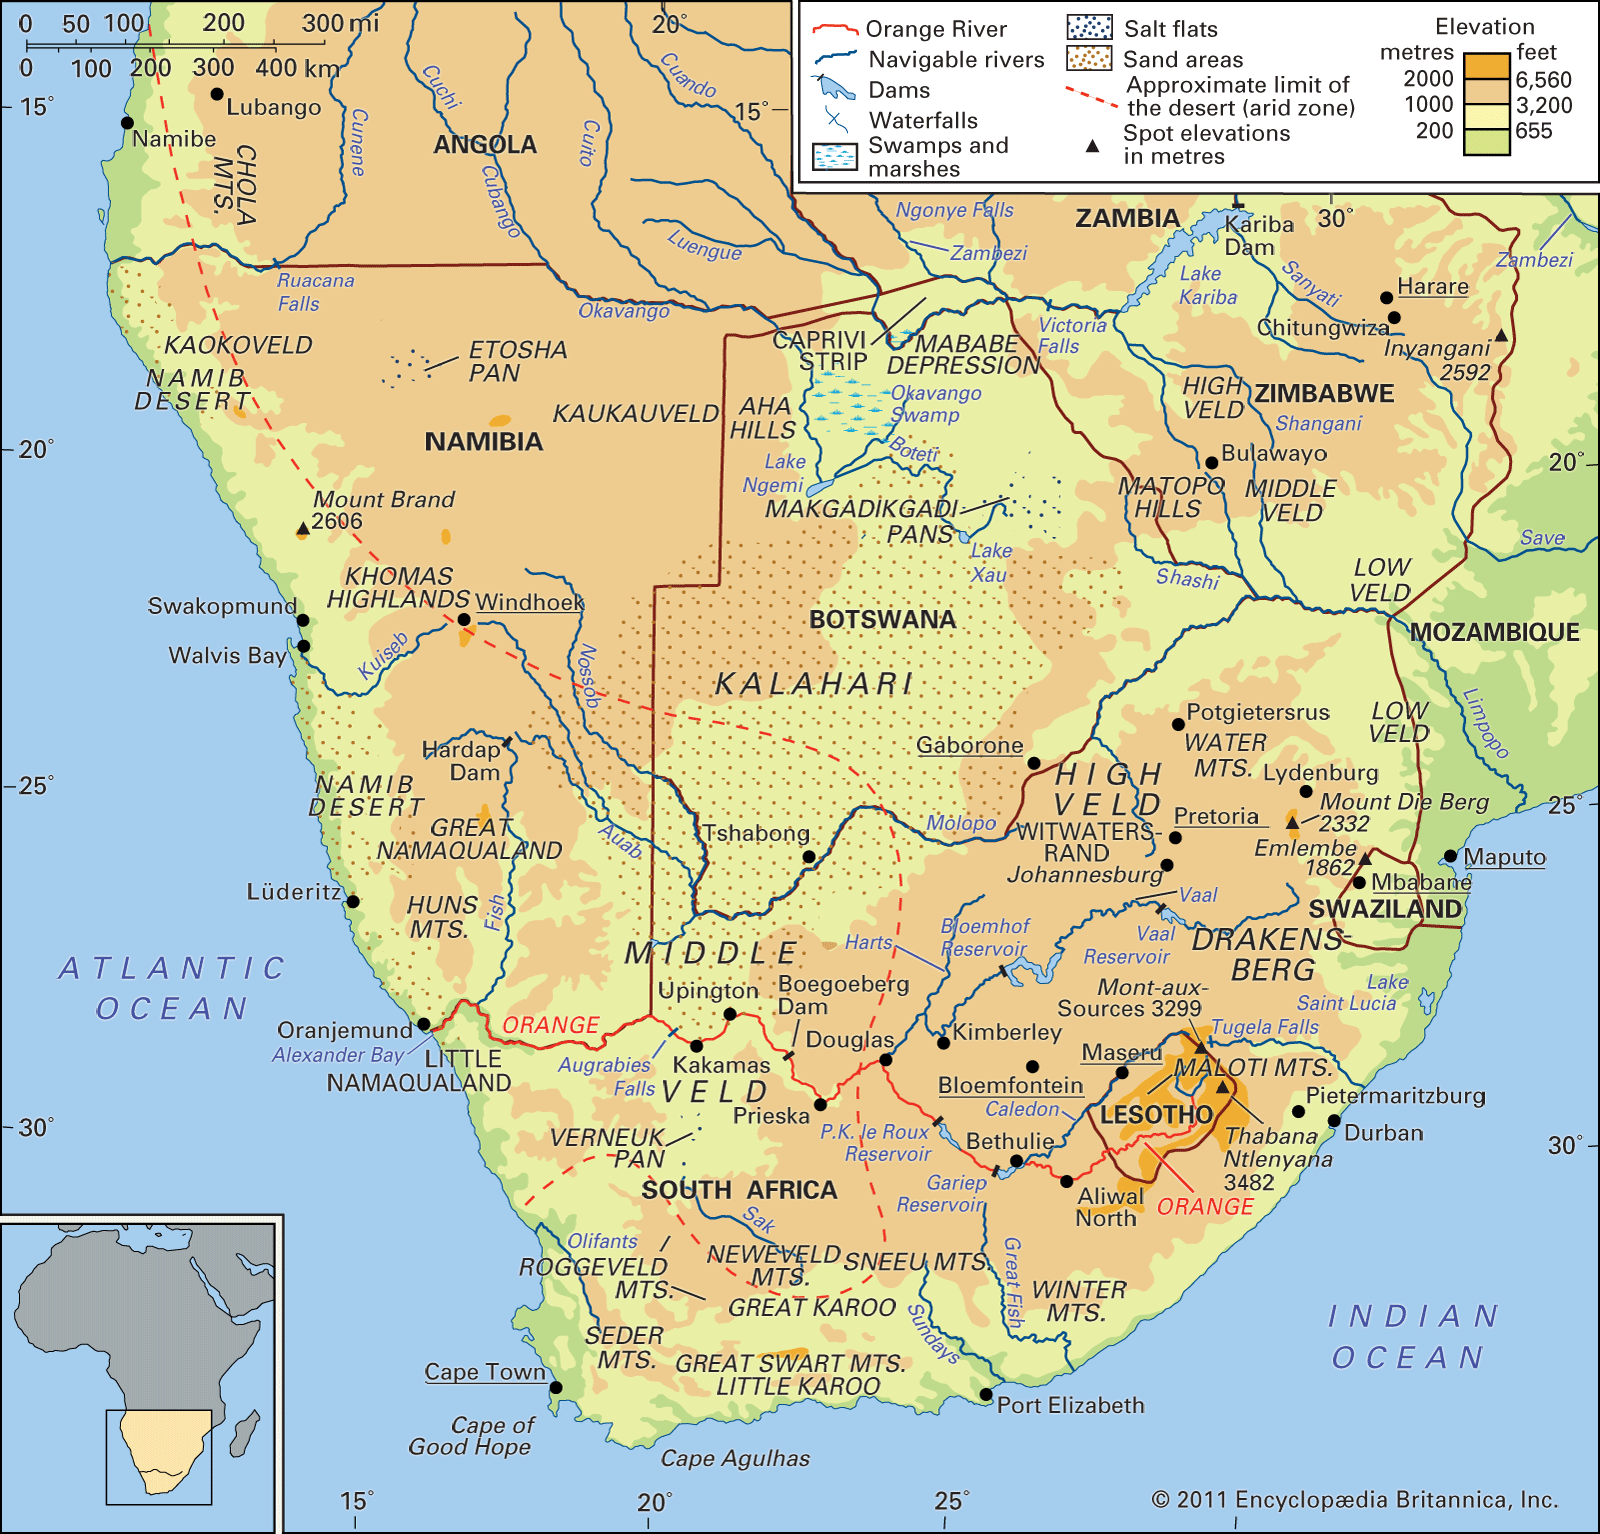 0 50 100 200 300 mi
0 100 200 300 400 km
20°
15°
15°
Orange River
Navigable rivers
Dams
Waterfalls
Swamps and
marshes
Salt flats
Sand areas
Approximate limit of
the desert (arid zone)
Spot elevations
in metres
Elevation
metres feet
2000 6,560
1000 3,200
200 655
Lubango
Namibe
CHOLA
MTS.
Cunene
Cuchi
Cubango
ANGOLA
Cuito
Cuando
Luengue
Ngonye Falls
Zambezi
ZAMBIA
Kariba
Dam
30°
Zambezi
Lake
Kariba
Sanyati
Harare
Chitungwiza
Inyangani
2592
Ruacana
Falls
Okavango
CAPRIVI
STRIP
MABABE
DEPRESSION
Victoria
Falls
KAOKOVELD
NAMIB
DESERT
ETOSHA
PAN
KAUKAUVELD
AHA
HILLS
Okavango
Swamp
Boteti
HIGH
VELD
ZIMBABWE
Shangani
Bulawayo
20°
20°
NAMIBIA
Lake
Ngemi
MAKGADIKGADI
PANS
Lake
Xau
MATOPO
HILLS
MIDDLE
VELD
Save
Mount Brand
2606
Shashi
LOW
VELD
KHOMAS
HIGHLANDS
Windhoek
Swakopmund
Walvis Bay
Kuiseb
Nossob
BOTSWANA
KALAHARI
MOZAMBIQUE
Limpopo
Potgietersrus
WATER
MTS.
LOW
VELD
Gaborone
HIGH
VELD
Lydenburg
Mount Die Berg
2332
25°
25°
Hardap
Dam
NAMIB
DESERT
GREAT
NAMAQUALAND
Auab
Tshabong
Molopo
WITWATERS-
RAND
Johannesburg
Pretoria
Emlembe
1862
Mbabane
Maputo
SWAZILAND
Lüderitz
HUNS
MTS.
Fish
Vaal
Bloemhof
Reservoir
Vaal
Reservoir
DRAKENS-
BERG
Harts
MIDDLE
VELD
Mont-aux-
Sources 3299
Lake
Saint Lucia
ATLANTIC
OCEAN
Upington
Boegoeberg
Dam
Oranjemund
Alexander Bay
ORANGE
LITTLE
NAMAQUALAND
Augrabies
Falls
Kakamas
Douglas
Kimberley
Tugela Falls
Maseru
MALOTI MTS.
Bloemfontein
Caledon
LESOTHO
Pietermaritzburg
Durban
Prieska
P.K. le Roux
Reservoir
Bethulie
Thabana
Ntlenyana
3482
30°
30°
VERNEUK
PAN
SOUTH AFRICA
Gariep
Reservoir
Aliwal
North
ORANGE
Sak
Olifants
ROGGEVELD
MTS.
NEWEVELD
MTS.
SNEEU MTS.
Great Fish
WINTER
MTS.
GREAT KAROO
Sundays
SEDER
MTS.
GREAT SWART MTS.
LITTLE KAROO
INDIAN
OCEAN
Cape Town
Port Elizabeth
Cape of
Good Hope
Cape Agulhas
15°
20°
25°
© 2011 Encyclopædia Britannica, Inc.